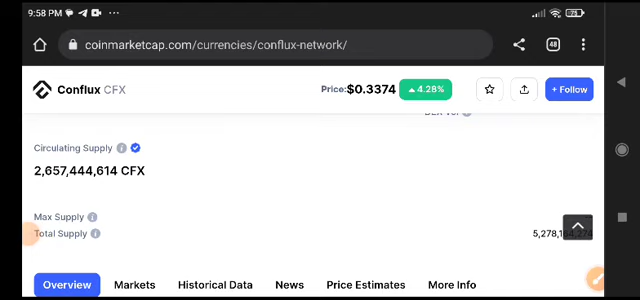 9:58 PM
75
coinmarketcap.com/currencies/conflux-network/
48
Conflux CFX
Price:$0.3374 4.28%
+ Follow
Circulating Supply
2,657,444,614 CFX
Max Supply
Total Supply
Overview Markets Historical Data News Price Estimates More Info